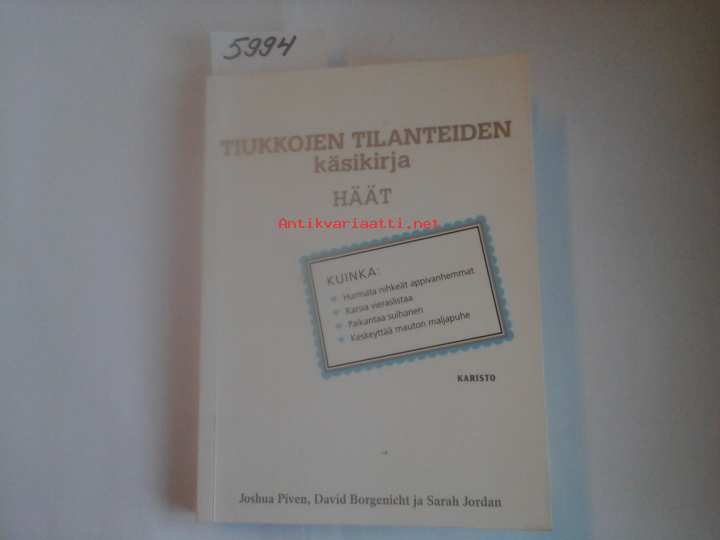 5994
TIUKKOJEN TILANTEIDEN
käsikirja
HÄÄT
Antikvariaatti.net
KUINKA:
Hurmata nihkeät appivanhemmat
Karsia vieraslistaa
Paikantaa sulhanen
Keskeyttää mauton maljapuhe
KARISTO
Joshua Piven, David Borgenicht ja Sarah Jordan